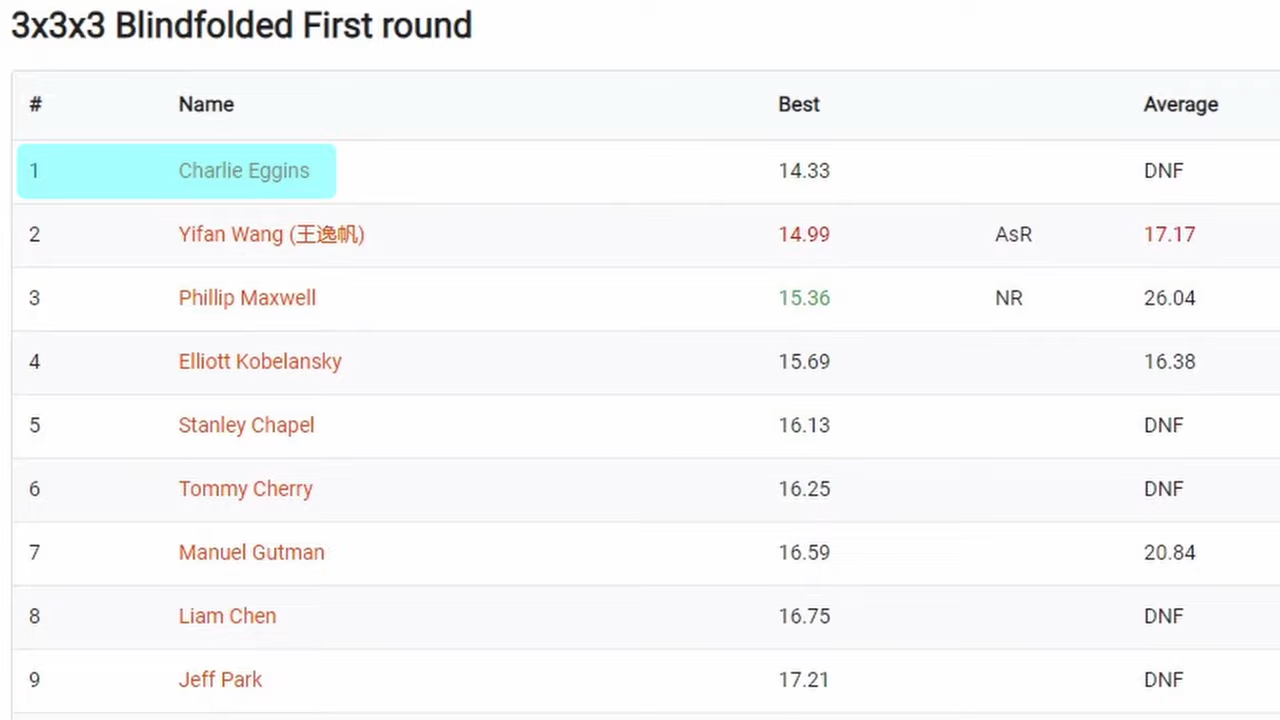 3x3x3 Blindfolded First round
# Name Best Average
1 Charlie Eggins 14.33 DNF
2 Yifan Wang (王逸帆) 14.99 AsR 17.17
3 Phillip Maxwell 15.36 NR 26.04
4 Elliott Kobelansky 15.69 16.38
5 Stanley Chapel 16.13 DNF
6 Tommy Cherry 16.25 DNF
7 Manuel Gutman 16.59 20.84
8 Liam Chen 16.75 DNF
9 Jeff Park 17.21 DNF